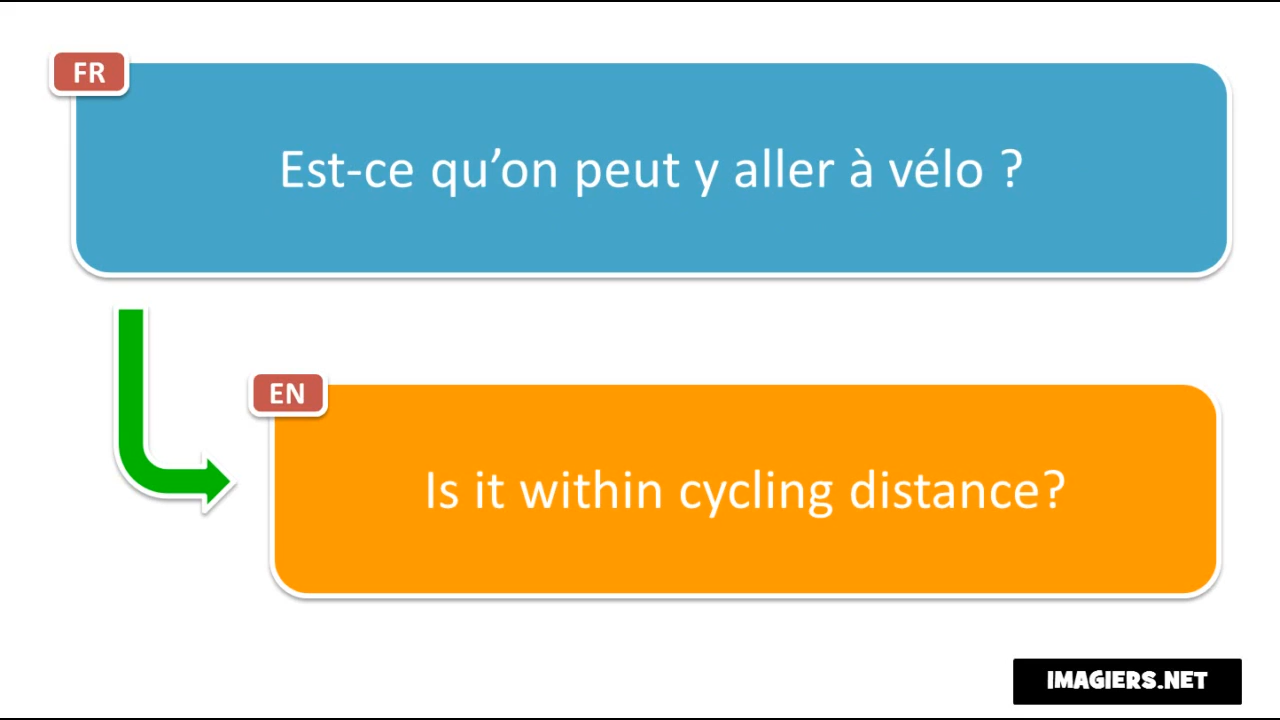 FR
Est-ce qu’on peut y aller à vélo ?
EN
Is it within cycling distance?
IMAGIERS.NET